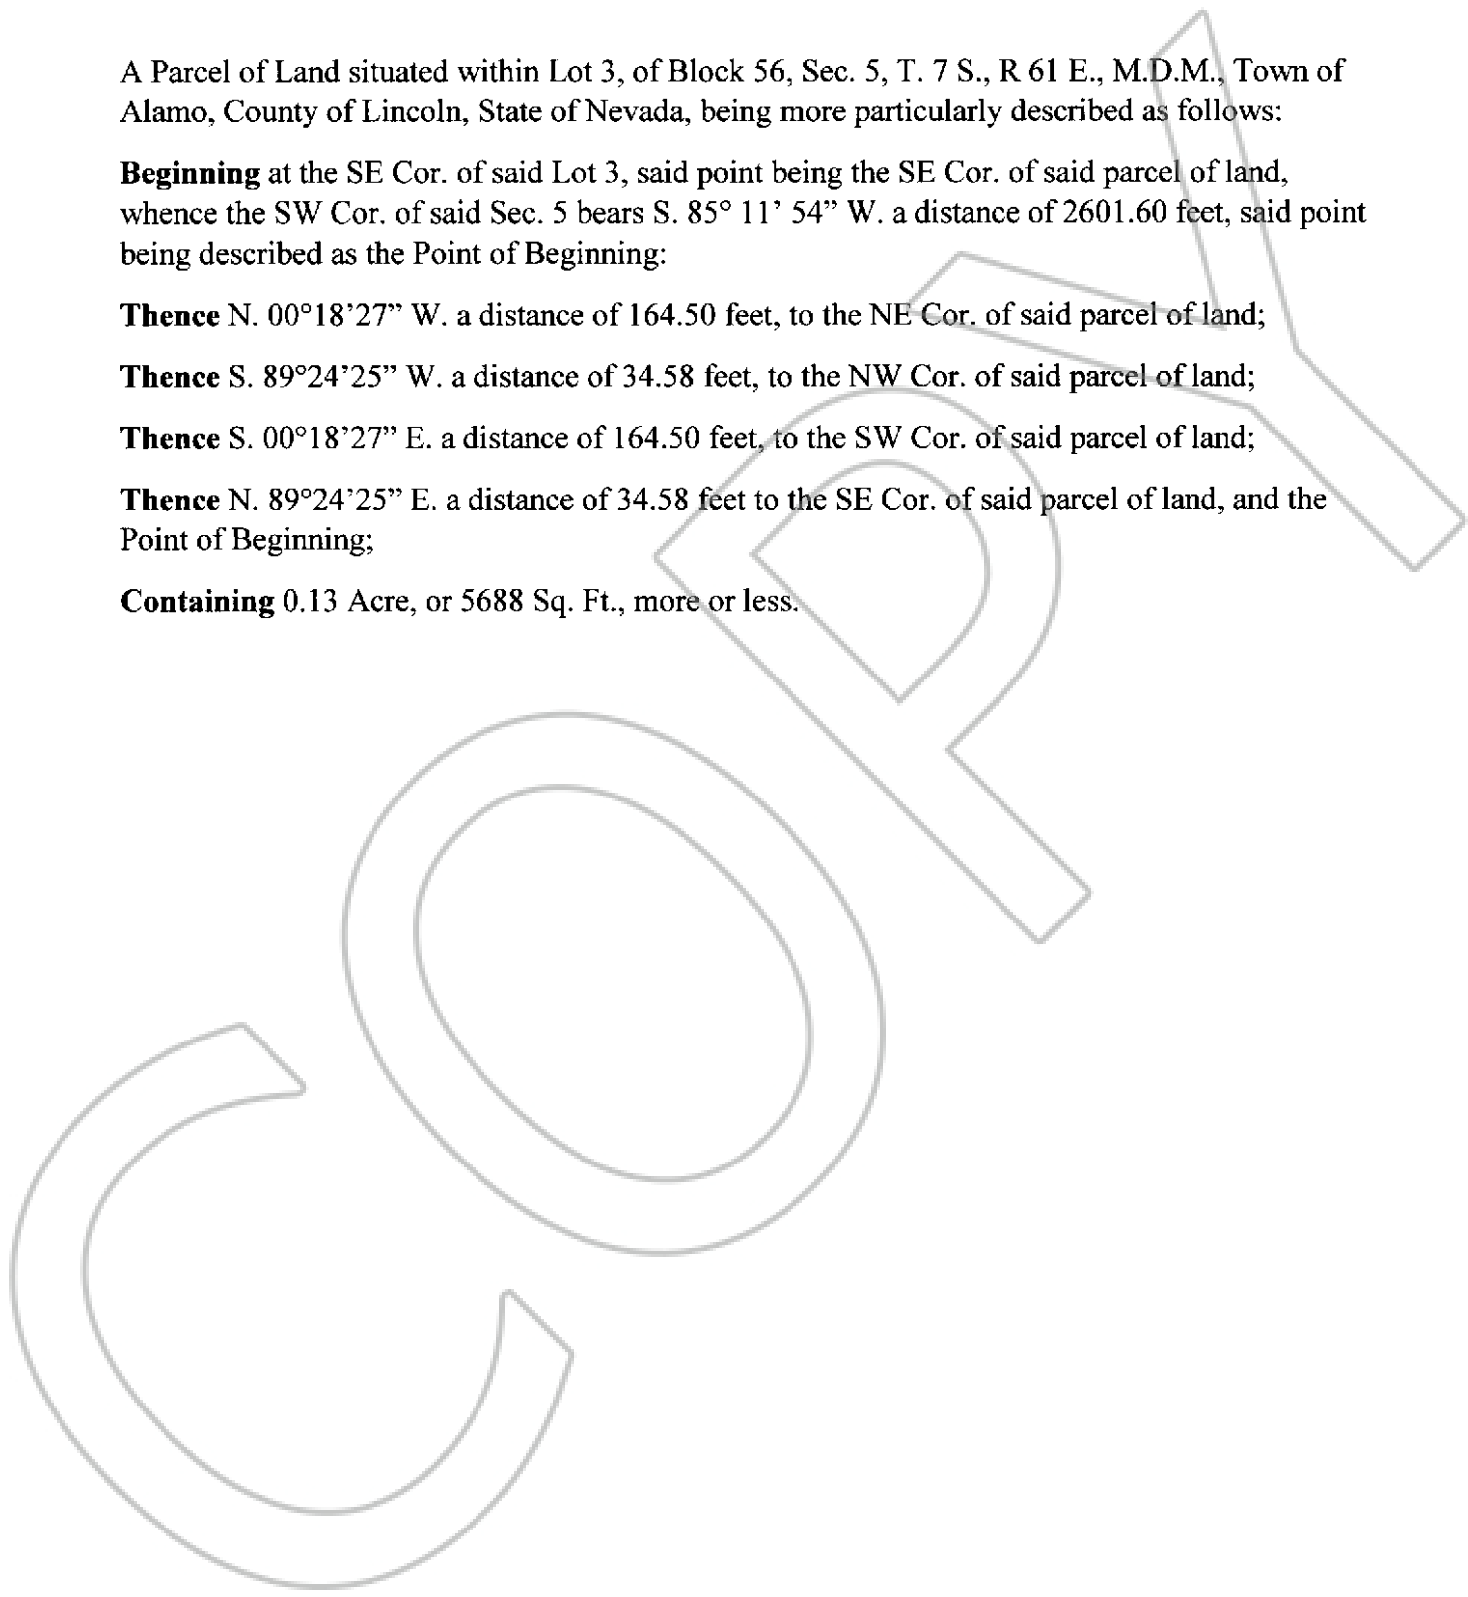 A Parcel of Land situated within Lot 3, of Block 56, Sec. 5, T. 7 S., R 61 E., M.D.M., Town of
Alamo, County of Lincoln, State of Nevada, being more particularly described as follows:
Beginning at the SE Cor. of said Lot 3, said point being the SE Cor. of said parcel of land,
whence the SW Cor. of said Sec. 5 bears S. 85° 11’ 54” W. a distance of 2601.60 feet, said point
being described as the Point of Beginning:
Thence N. 00°18’27” W. a distance of 164.50 feet, to the NE Cor. of said parcel of land;
Thence S. 89°24’25” W. a distance of 34.58 feet, to the NW Cor. of said parcel of land;
Thence S. 00°18’27” E. a distance of 164.50 feet, to the SW Cor. of said parcel of land;
Thence N. 89°24’25” E. a distance of 34.58 feet to the SE Cor. of said parcel of land, and the
Point of Beginning;
Containing 0.13 Acre, or 5688 Sq. Ft., more or less.
COPY